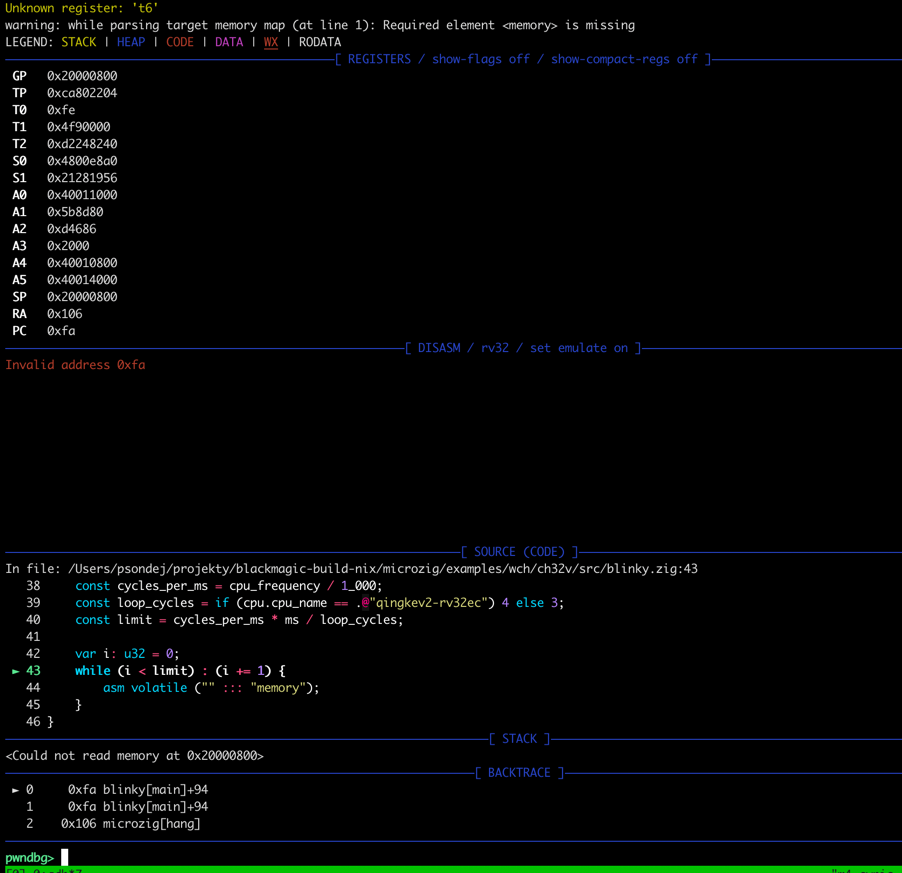 Unknown register: 't6'
warning: while parsing target memory map (at line 1): Required element <memory> is missing
LEGEND: STACK | HEAP | CODE | DATA | WX | RODATA
[ REGISTERS / show-flags off / show-compact-regs off ]
GP 0x20000800
TP 0xca802204
T0 0xfe
T1 0x4f90000
T2 0xd2248240
S0 0x4800e8a0
S1 0x21281956
A0 0x40011000
A1 0x5b8d80
A2 0xd4686
A3 0x2000
A4 0x40010800
A5 0x40014000
SP 0x20000800
RA 0x106
PC 0xfa
[ DISASM / rv32 / set emulate on ]
Invalid address 0xfa
[ SOURCE (CODE) ]
In file: /Users/psondej/projekty/blackmagic-build-nix/microzig/examples/wch/ch32v/src/blinky.zig:43
38 const cycles_per_ms = cpu_frequency / 1_000;
39 const loop_cycles = if (cpu.cpu_name == .@"qingkev2-rv32ec") 4 else 3;
40 const limit = cycles_per_ms * ms / loop_cycles;
41
42 var i: u32 = 0;
► 43 while (i < limit) : (i += 1) {
44 asm volatile ("" ::: "memory");
45 }
46 }
[ STACK ]
<Could not read memory at 0x20000800>
[ BACKTRACE ]
► 0 0xfa blinky[main]+94
1 0xfa blinky[main]+94
2 0x106 microzig[hang]
pwndbg>